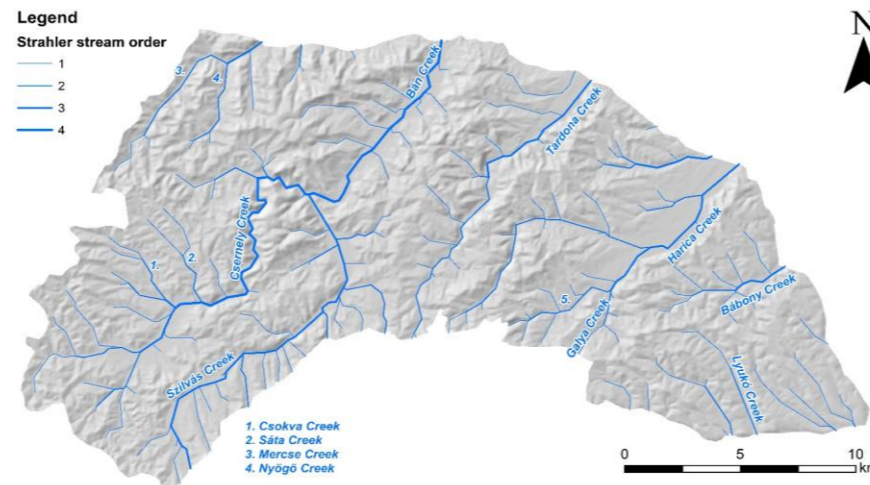 Legend
Strahler stream order
1
2
3
4
N
3.
4.
Bán Creek
Tardona Creek
Csernely Creek
1.
2.
Harica Creek
5.
Galya Creek
Bábony Creek
Szilvás Creek
Lyukó Creek
1. Csokva Creek
2. Sáta Creek
3. Mercse Creek
4. Nyögő Creek
0 5 10
km